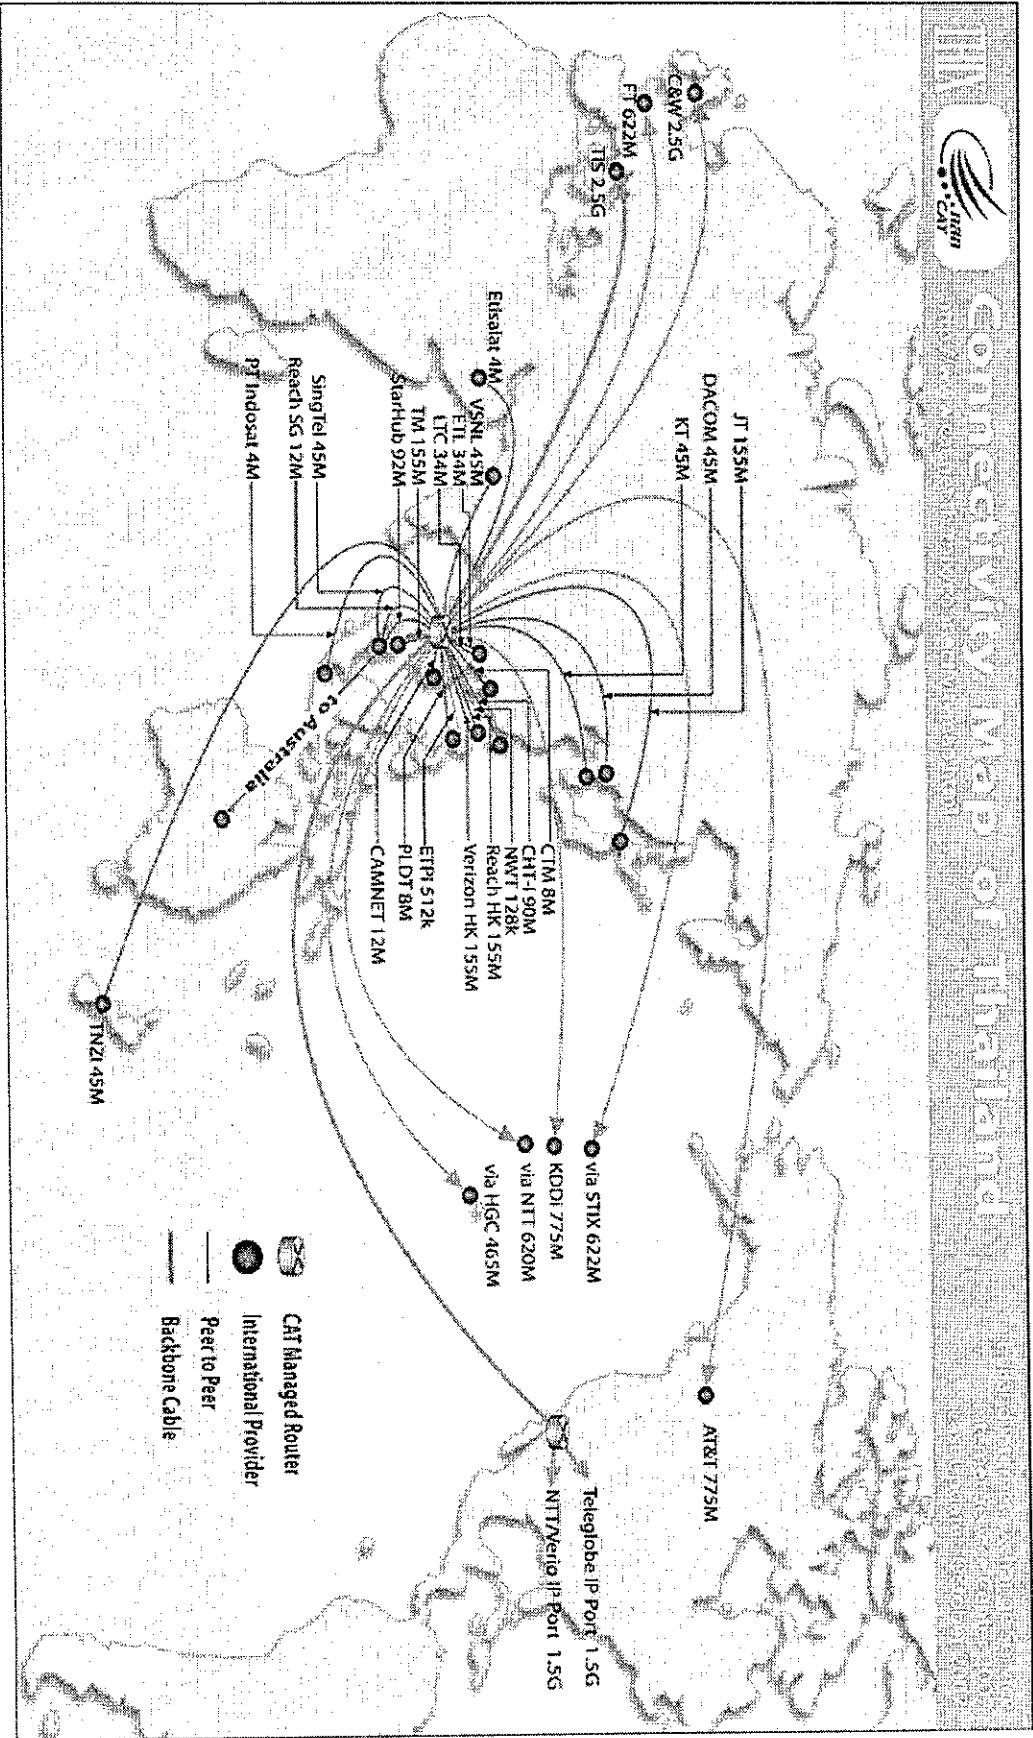 THIX
CAT
Connectivity Map of Thailand
C&W 2.5G
FT 622M
TIS 2.5G
JT 155M
DACOM 45M
KT 45M
Etisalat 4M
VSNL 45M
ETL 34M
LTC 34M
TM 155M
StarHub 92M
SingTel 45M
Reach SG 12M
PT Indosat 4M
to Australia
CTM 8M
CHT-I 90M
NWT 128k
Reach HK 155M
Verizon HK 155M
ETPI 512k
PLDT 8M
CAMNET 12M
TNZI 45M
via STIX 622M
KDDI 775M
via NTT 620M
via HGC 465M
AT&T 775M
Teleglobe IP Port 1.5G
NTT/Verio IP Port 1.5G
CAT Managed Router
International Provider
Peer to Peer
Backbone Cable